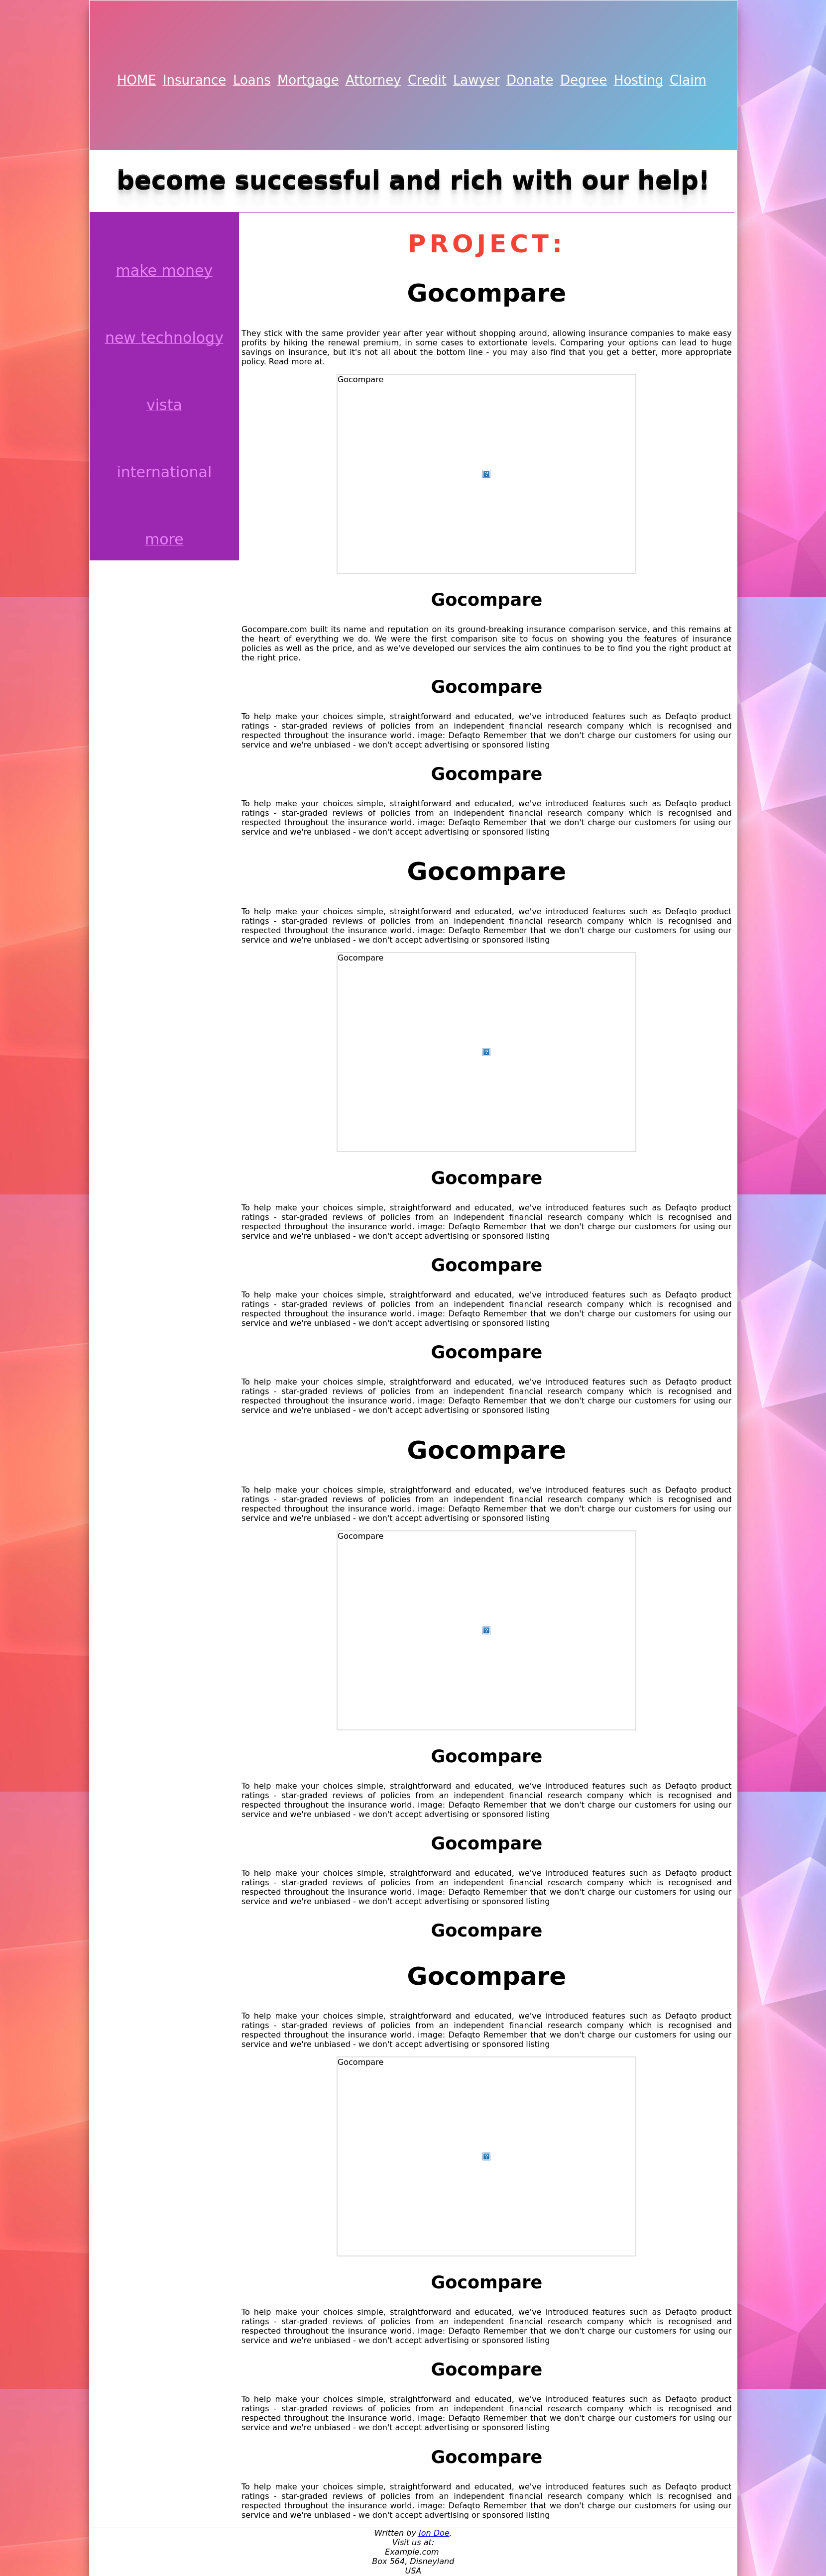 HOME Insurance Loans Mortgage Attorney Credit Lawyer Donate Degree Hosting Claim
become successful and rich with our help!
make money
new technology
vista
international
more
PROJECT:
Gocompare
They stick with the same provider year after year without shopping around, allowing insurance companies to make easy
profits by hiking the renewal premium, in some cases to extortionate levels. Comparing your options can lead to huge
savings on insurance, but it's not all about the bottom line - you may also find that you get a better, more appropriate
policy. Read more at.
Gocompare
Gocompare
Gocompare.com built its name and reputation on its ground-breaking insurance comparison service, and this remains at
the heart of everything we do. We were the first comparison site to focus on showing you the features of insurance
policies as well as the price, and as we've developed our services the aim continues to be to find you the right product at
the right price.
Gocompare
To help make your choices simple, straightforward and educated, we've introduced features such as Defaqto product
ratings - star-graded reviews of policies from an independent financial research company which is recognised and
respected throughout the insurance world. image: Defaqto Remember that we don't charge our customers for using our
service and we're unbiased - we don't accept advertising or sponsored listing
Gocompare
To help make your choices simple, straightforward and educated, we've introduced features such as Defaqto product
ratings - star-graded reviews of policies from an independent financial research company which is recognised and
respected throughout the insurance world. image: Defaqto Remember that we don't charge our customers for using our
service and we're unbiased - we don't accept advertising or sponsored listing
Gocompare
To help make your choices simple, straightforward and educated, we've introduced features such as Defaqto product
ratings - star-graded reviews of policies from an independent financial research company which is recognised and
respected throughout the insurance world. image: Defaqto Remember that we don't charge our customers for using our
service and we're unbiased - we don't accept advertising or sponsored listing
Gocompare
Gocompare
To help make your choices simple, straightforward and educated, we've introduced features such as Defaqto product
ratings - star-graded reviews of policies from an independent financial research company which is recognised and
respected throughout the insurance world. image: Defaqto Remember that we don't charge our customers for using our
service and we're unbiased - we don't accept advertising or sponsored listing
Gocompare
To help make your choices simple, straightforward and educated, we've introduced features such as Defaqto product
ratings - star-graded reviews of policies from an independent financial research company which is recognised and
respected throughout the insurance world. image: Defaqto Remember that we don't charge our customers for using our
service and we're unbiased - we don't accept advertising or sponsored listing
Gocompare
To help make your choices simple, straightforward and educated, we've introduced features such as Defaqto product
ratings - star-graded reviews of policies from an independent financial research company which is recognised and
respected throughout the insurance world. image: Defaqto Remember that we don't charge our customers for using our
service and we're unbiased - we don't accept advertising or sponsored listing
Gocompare
To help make your choices simple, straightforward and educated, we've introduced features such as Defaqto product
ratings - star-graded reviews of policies from an independent financial research company which is recognised and
respected throughout the insurance world. image: Defaqto Remember that we don't charge our customers for using our
service and we're unbiased - we don't accept advertising or sponsored listing
Gocompare
Gocompare
To help make your choices simple, straightforward and educated, we've introduced features such as Defaqto product
ratings - star-graded reviews of policies from an independent financial research company which is recognised and
respected throughout the insurance world. image: Defaqto Remember that we don't charge our customers for using our
service and we're unbiased - we don't accept advertising or sponsored listing
Gocompare
To help make your choices simple, straightforward and educated, we've introduced features such as Defaqto product
ratings - star-graded reviews of policies from an independent financial research company which is recognised and
respected throughout the insurance world. image: Defaqto Remember that we don't charge our customers for using our
service and we're unbiased - we don't accept advertising or sponsored listing
Gocompare
Gocompare
To help make your choices simple, straightforward and educated, we've introduced features such as Defaqto product
ratings - star-graded reviews of policies from an independent financial research company which is recognised and
respected throughout the insurance world. image: Defaqto Remember that we don't charge our customers for using our
service and we're unbiased - we don't accept advertising or sponsored listing
Gocompare
Gocompare
To help make your choices simple, straightforward and educated, we've introduced features such as Defaqto product
ratings - star-graded reviews of policies from an independent financial research company which is recognised and
respected throughout the insurance world. image: Defaqto Remember that we don't charge our customers for using our
service and we're unbiased - we don't accept advertising or sponsored listing
Gocompare
To help make your choices simple, straightforward and educated, we've introduced features such as Defaqto product
ratings - star-graded reviews of policies from an independent financial research company which is recognised and
respected throughout the insurance world. image: Defaqto Remember that we don't charge our customers for using our
service and we're unbiased - we don't accept advertising or sponsored listing
Gocompare
To help make your choices simple, straightforward and educated, we've introduced features such as Defaqto product
ratings - star-graded reviews of policies from an independent financial research company which is recognised and
respected throughout the insurance world. image: Defaqto Remember that we don't charge our customers for using our
service and we're unbiased - we don't accept advertising or sponsored listing
Written by Jon Doe.
Visit us at:
Example.com
Box 564, Disneyland
USA